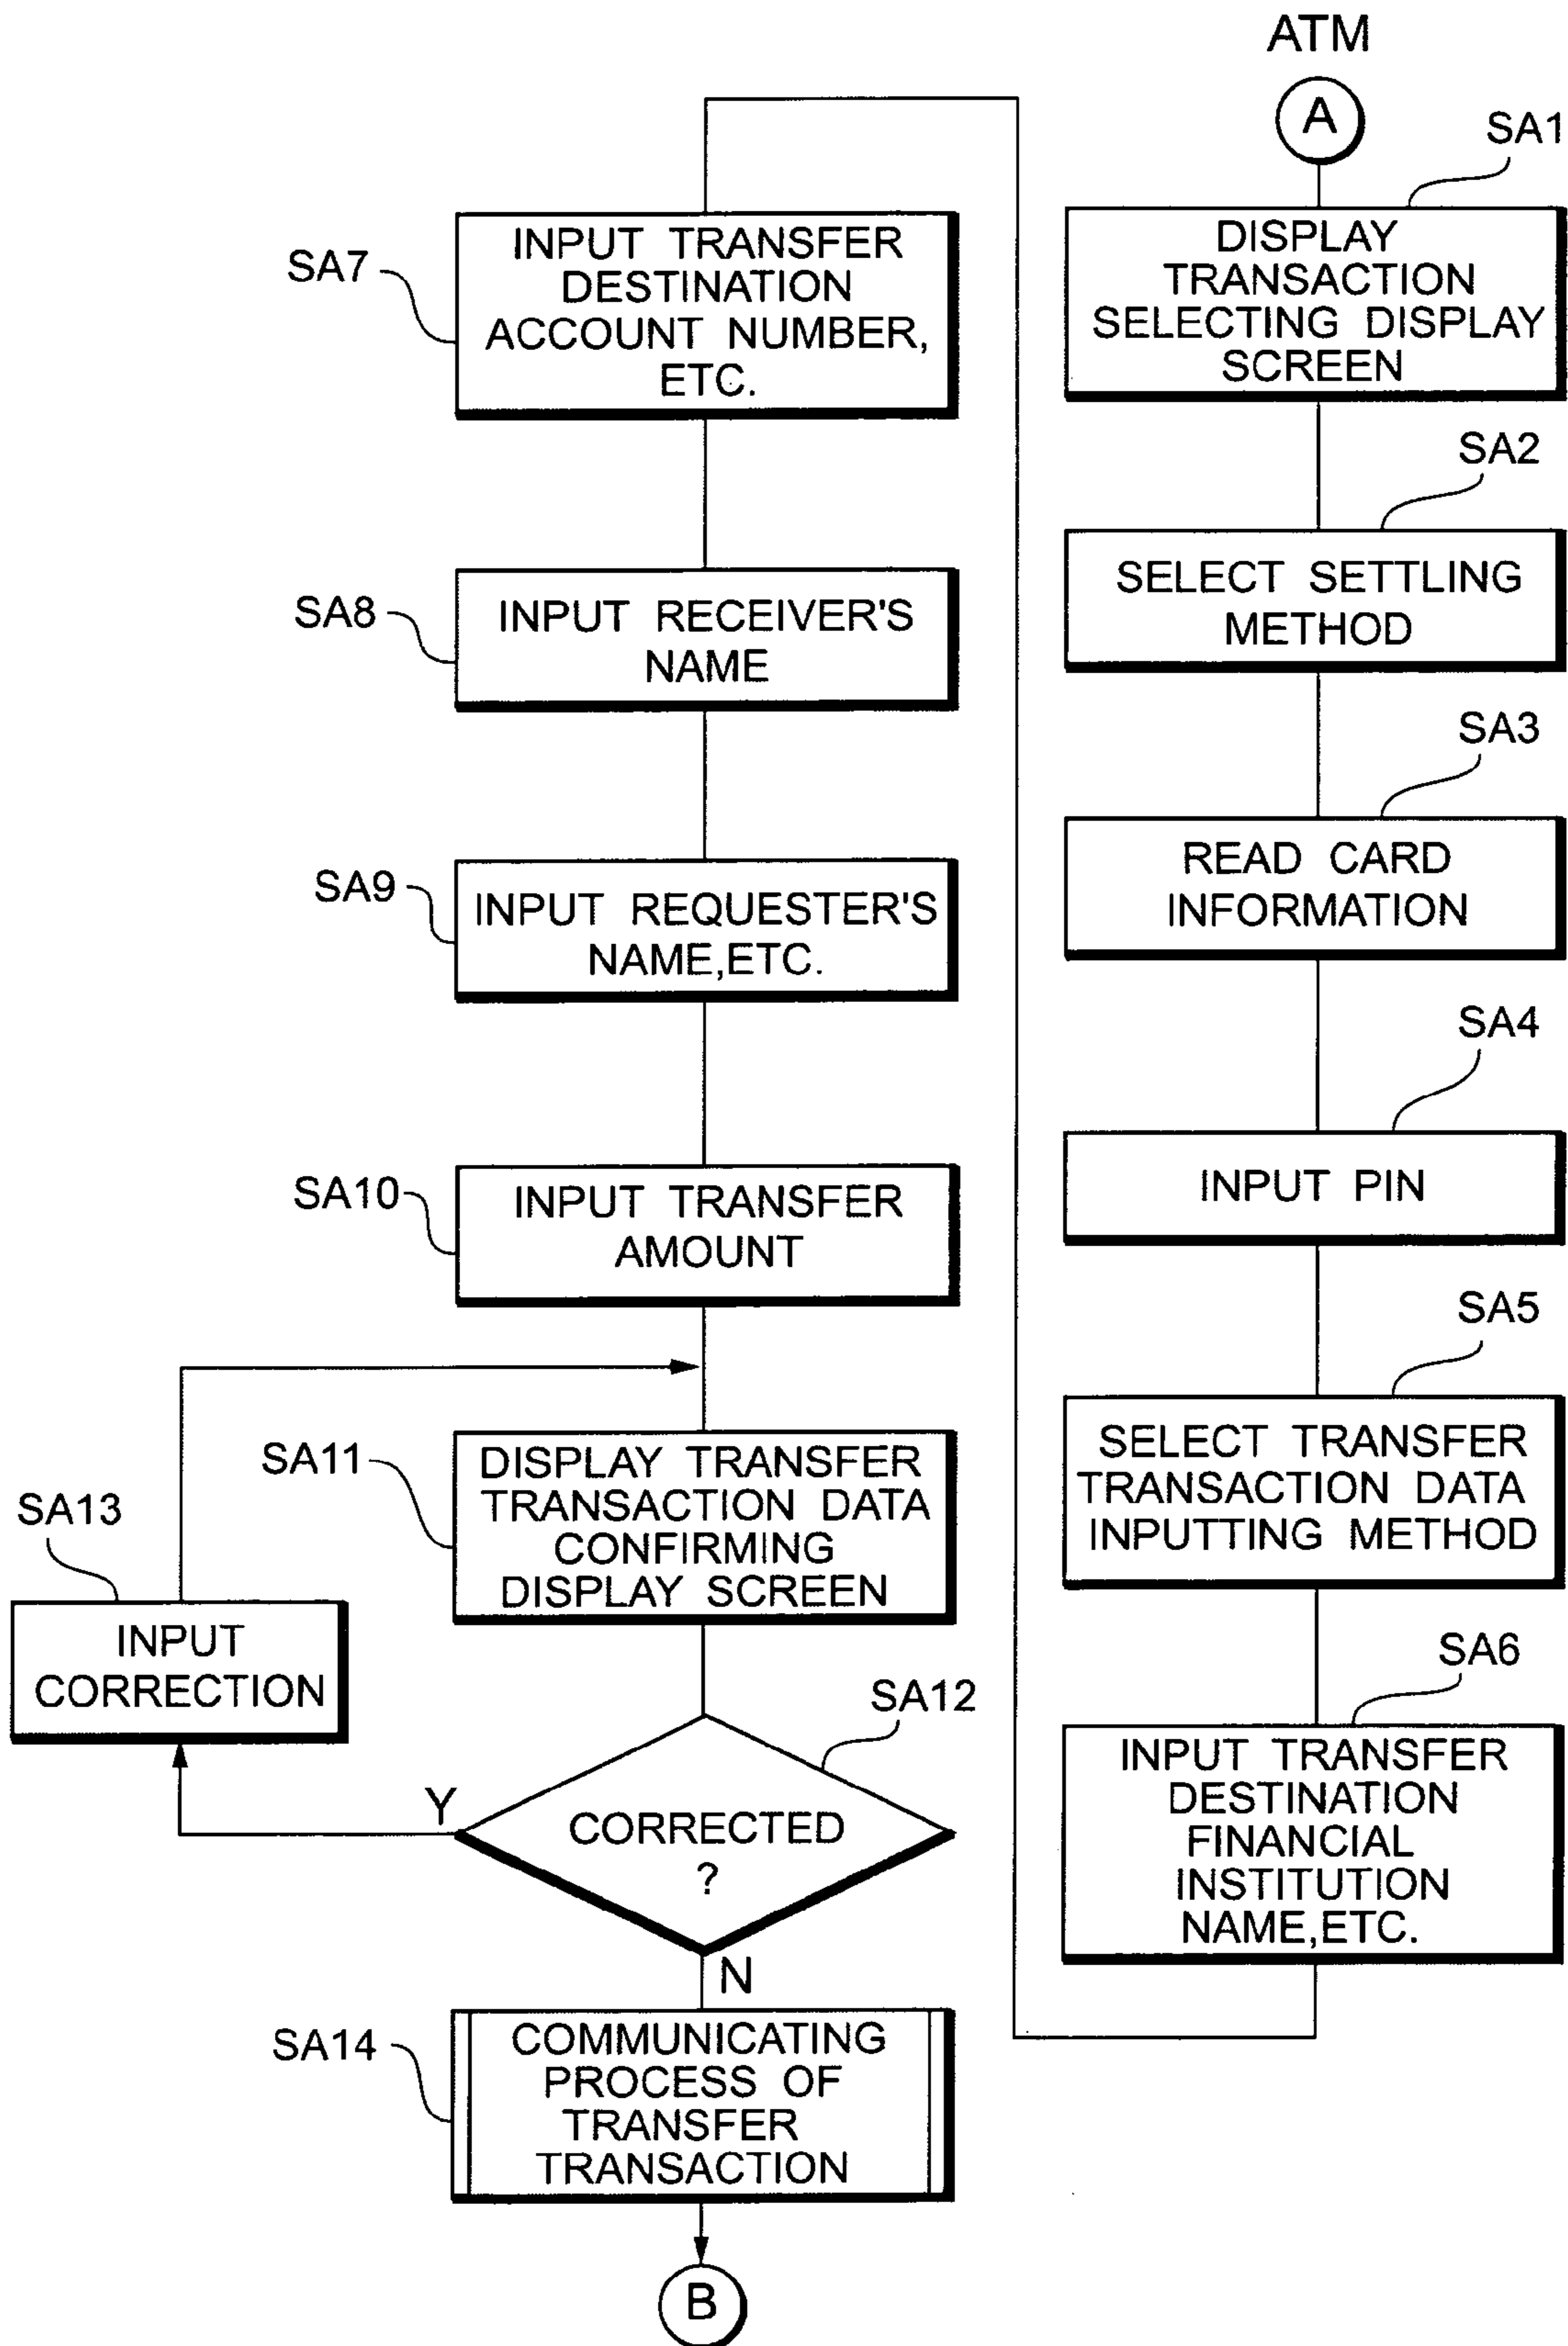 ATM
A
SA1
DISPLAY
TRANSACTION
SELECTING DISPLAY
SCREEN
SA2
SELECT SETTLING
METHOD
SA3
READ CARD
INFORMATION
SA4
INPUT PIN
SA5
SELECT TRANSFER
TRANSACTION DATA
INPUTTING METHOD
SA6
INPUT TRANSFER
DESTINATION
FINANCIAL
INSTITUTION
NAME,ETC.
SA7
INPUT TRANSFER
DESTINATION
ACCOUNT NUMBER,
ETC.
SA8
INPUT RECEIVER'S
NAME
SA9
INPUT REQUESTER'S
NAME,ETC.
SA10
INPUT TRANSFER
AMOUNT
SA11
DISPLAY TRANSFER
TRANSACTION DATA
CONFIRMING
DISPLAY SCREEN
SA12
CORRECTED
?
Y
N
SA13
INPUT
CORRECTION
SA14
COMMUNICATING
PROCESS OF
TRANSFER
TRANSACTION
B